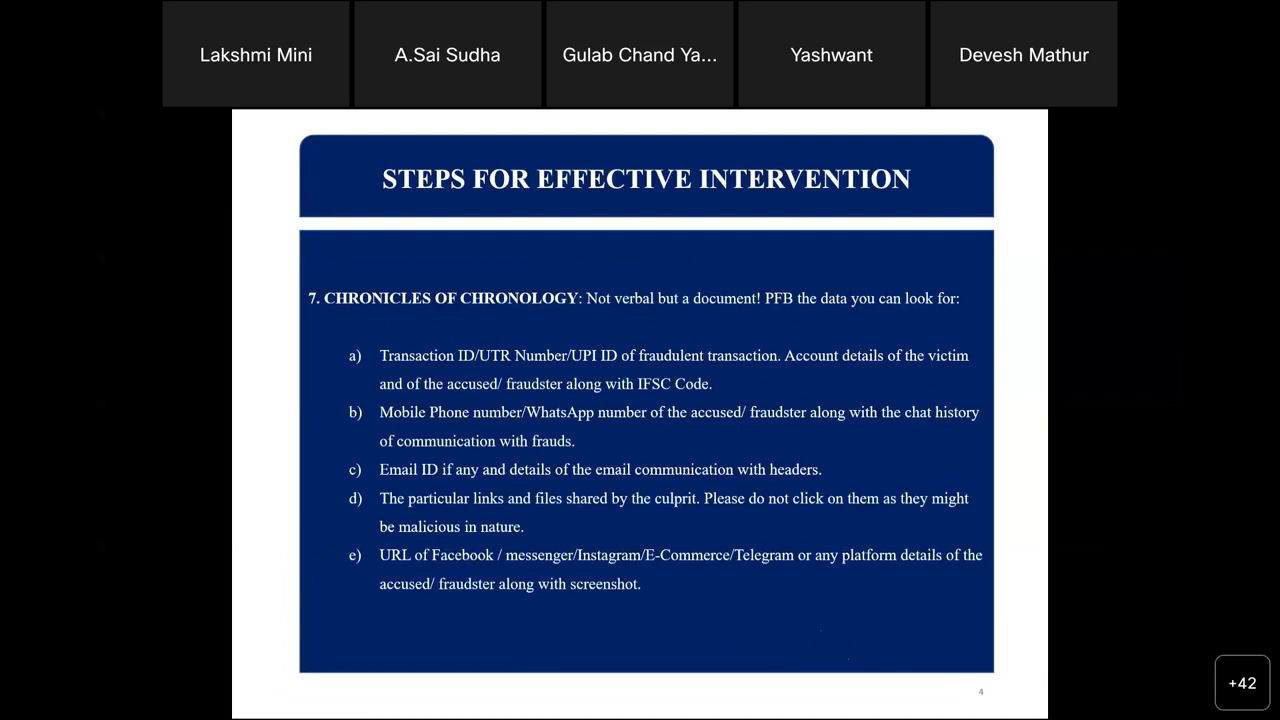 Lakshmi Mini
A.Sai Sudha
Gulab Chand Ya...
Yashwant
Devesh Mathur
STEPS FOR EFFECTIVE INTERVENTION
7. CHRONICLES OF CHRONOLOGY: Not verbal but a document! PFB the data you can look for:
a) Transaction ID/UTR Number/UPI ID of fraudulent transaction. Account details of the victim
and of the accused/ fraudster along with IFSC Code.
b) Mobile Phone number/WhatsApp number of the accused/ fraudster along with the chat history
of communication with frauds.
c) Email ID if any and details of the email communication with headers.
d) The particular links and files shared by the culprit. Please do not click on them as they might
be malicious in nature.
e) URL of Facebook / messenger/Instagram/E-Commerce/Telegram or any platform details of the
accused/ fraudster along with screenshot.
4
+42